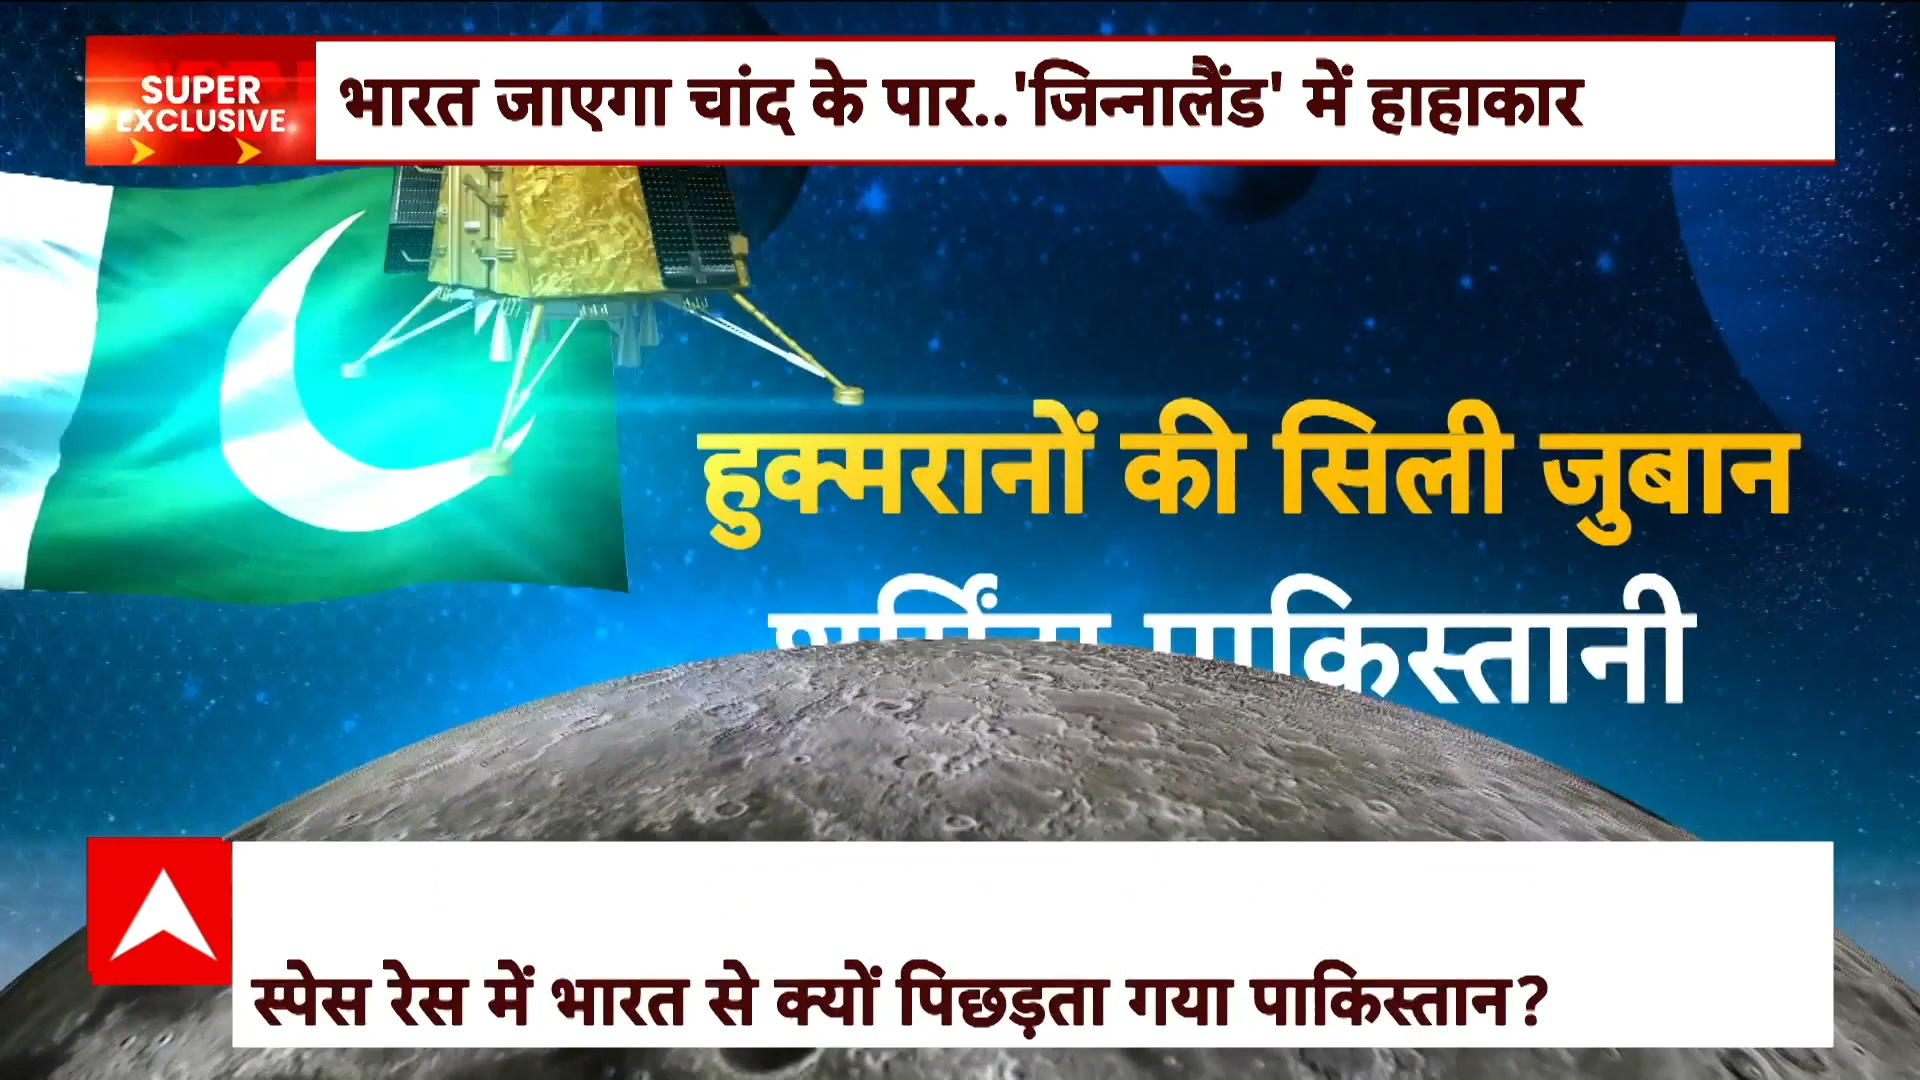 SUPER
EXCLUSIVE
भारत जाएगा चांद के पार..'जिन्नालैंड' में हाहाकार
हुक्मरानों की सिली जुबान
पाकिस्तानी
स्पेस रेस में भारत से क्यों पिछड़ता गया पाकिस्तान?